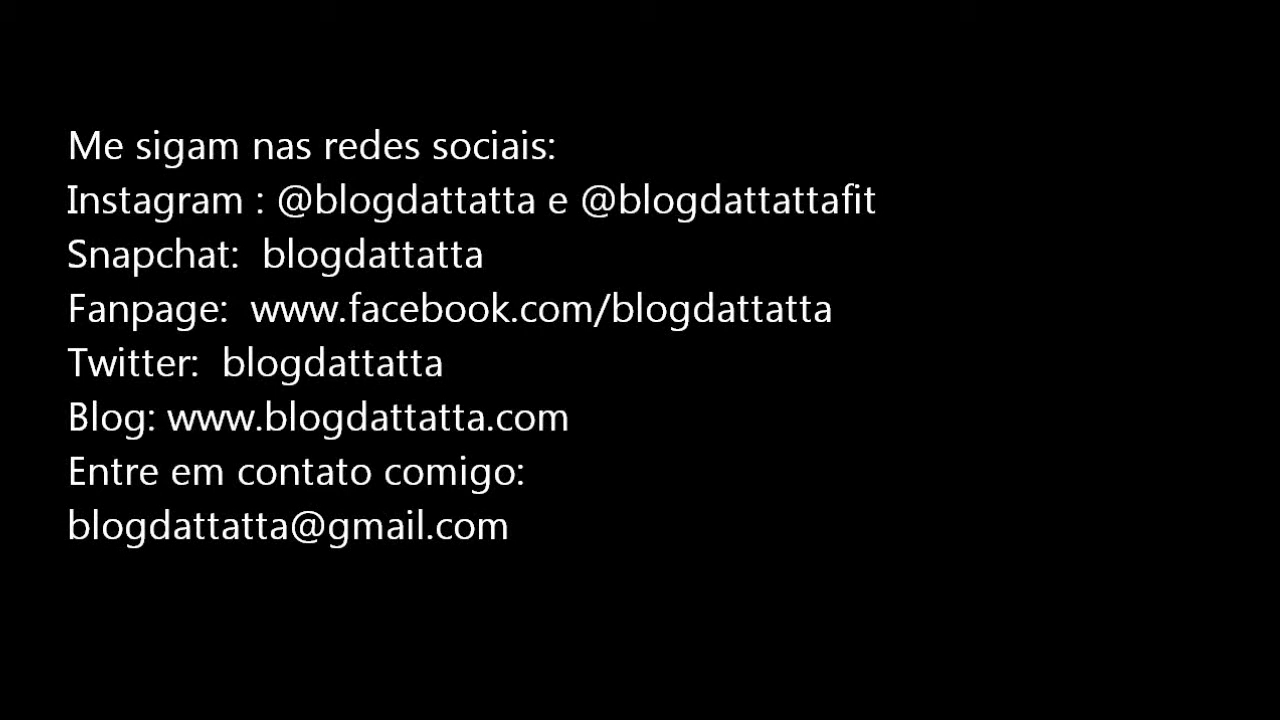 Me sigam nas redes sociais:
Instagram : @blogdattatta e @blogdattattafit
Snapchat:  blogdattatta
Fanpage:  www.facebook.com/blogdattatta
Twitter:  blogdattatta
Blog: www.blogdattatta.com
Entre em contato comigo:
blogdattatta@gmail.com